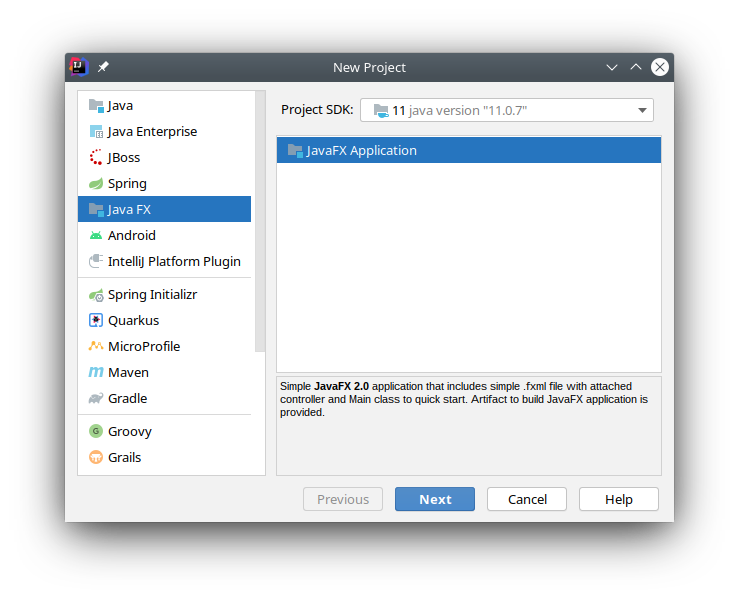 New Project
Java
Java Enterprise
JBoss
Spring
Java FX
Android
IntelliJ Platform Plugin
Spring Initializr
Quarkus
MicroProfile
Maven
Gradle
Groovy
Grails
Project SDK: 11 java version "11.0.7"
JavaFX Application
Simple JavaFX 2.0 application that includes simple .fxml file with attached
controller and Main class to quick start. Artifact to build JavaFX application is
provided.
Previous Next Cancel Help